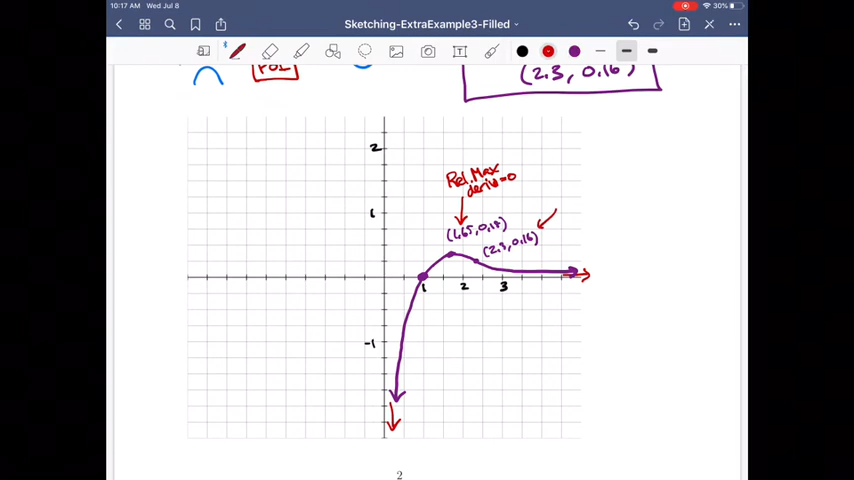 10:17 AM Wed Jul 8
30%
Sketching-ExtraExample3-Filled
POI
(2.3, 0.16)
2
Rel. Max
deriv=0
1
(1.65, 0.18)
(2.3, 0.16)
1 2 3
-1
2